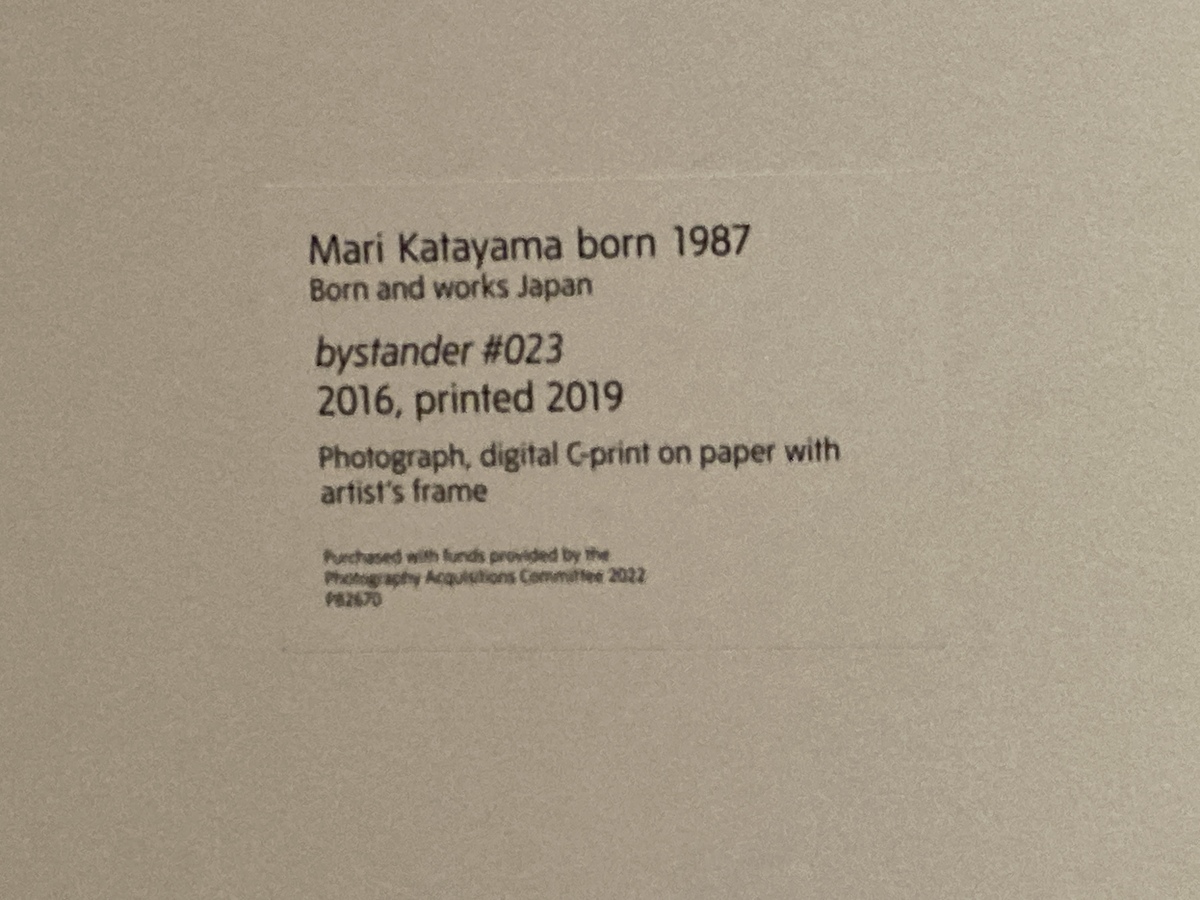 Mari Katayama born 1987
Born and works Japan
bystander #023
2016, printed 2019
Photograph, digital C-print on paper with
artist's frame
Purchased with funds provided by the
Photography Acquisitions Committee 2022
P82670